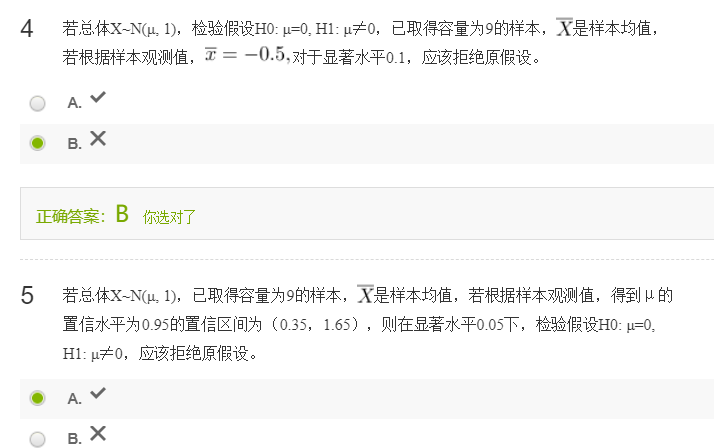 4 若总体X~N(μ, 1)，检验假设H0: μ=0, H1: μ≠0，已取得容量为9的样本，X̅是样本均值，
若根据样本观测值，x̅ = −0.5,对于显著水平0.1，应该拒绝原假设。
A. ✓
B. ✕
正确答案：B 你选对了
5 若总体X~N(μ, 1)，已取得容量为9的样本，X̅是样本均值，若根据样本观测值，得到μ的
置信水平为0.95的置信区间为（0.35，1.65），则在显著水平0.05下，检验假设H0: μ=0,
H1: μ≠0，应该拒绝原假设。
A. ✓
B. ✕